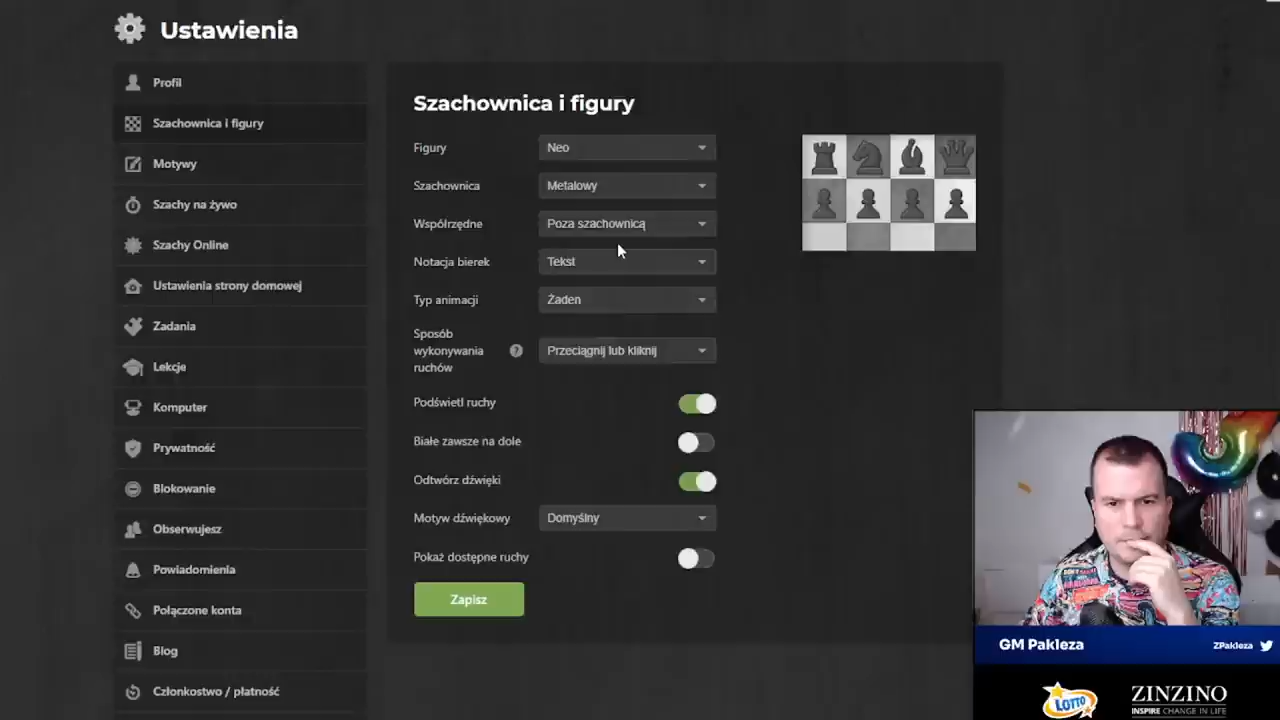 Ustawienia
Profil
Szachownica i figury
Motywy
Szachy na żywo
Szachy Online
Ustawienia strony domowej
Zadania
Lekcje
Komputer
Prywatność
Blokowanie
Obserwujesz
Powiadomienia
Połączone konta
Blog
Członkostwo / płatność
Szachownica i figury
Figury
Neo
Szachownica
Metalowy
Współrzędne
Poza szachownicą
Notacja bierek
Tekst
Typ animacji
Żaden
Sposób
wykonywania
ruchów
?
Przeciągnij lub kliknij
Podświetl ruchy
Białe zawsze na dole
Odtwórz dźwięki
Motyw dźwiękowy
Domyślny
Pokaż dostępne ruchy
Zapisz
GM Pakleza
ZPakleza
LOTTO
ZINZINO
INSPIRE CHANGE IN LIFE